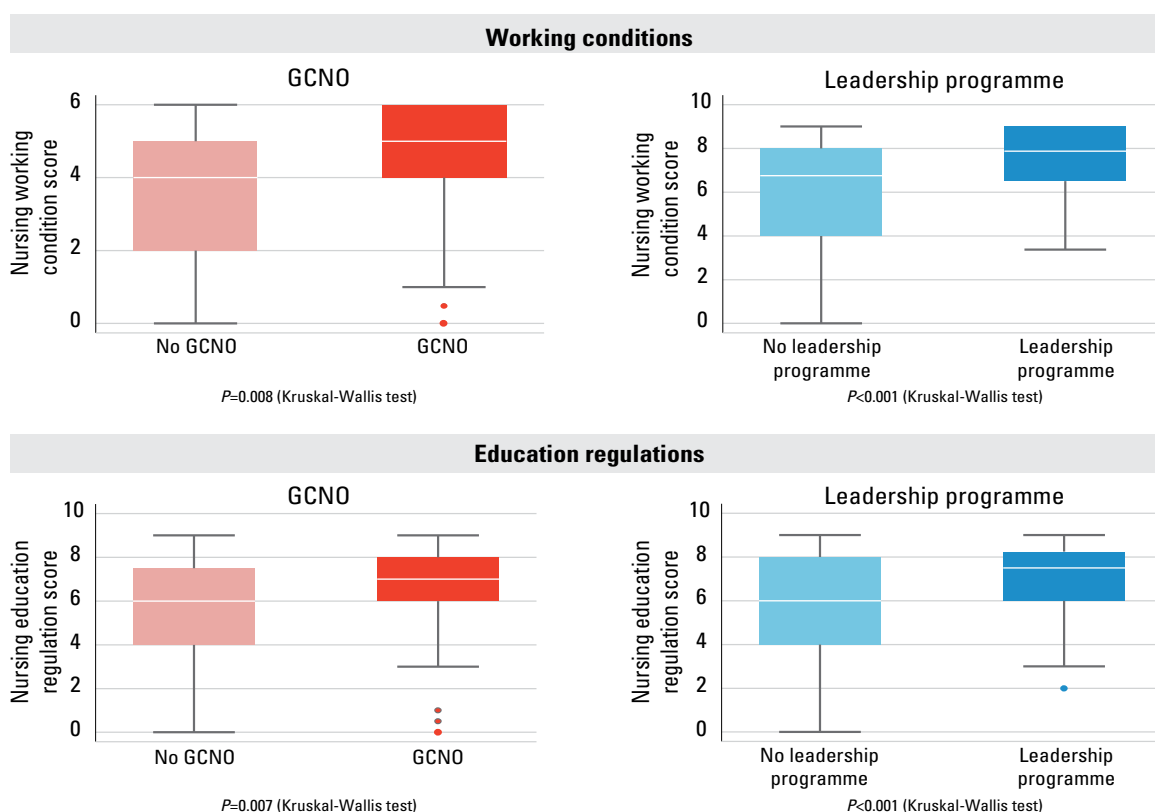 Working conditions
GCNO
Nursing working
condition score
6
4
2
0
No GCNO
GCNO
P=0.008 (Kruskal-Wallis test)
Leadership programme
Nursing working
condition score
10
8
6
4
2
0
No leadership
programme
Leadership
programme
P<0.001 (Kruskal-Wallis test)
Education regulations
GCNO
Nursing education
regulation score
10
8
6
4
2
0
No GCNO
GCNO
P=0.007 (Kruskal-Wallis test)
Leadership programme
Nursing education
regulation score
10
8
6
4
2
0
No leadership
programme
Leadership
programme
P<0.001 (Kruskal-Wallis test)